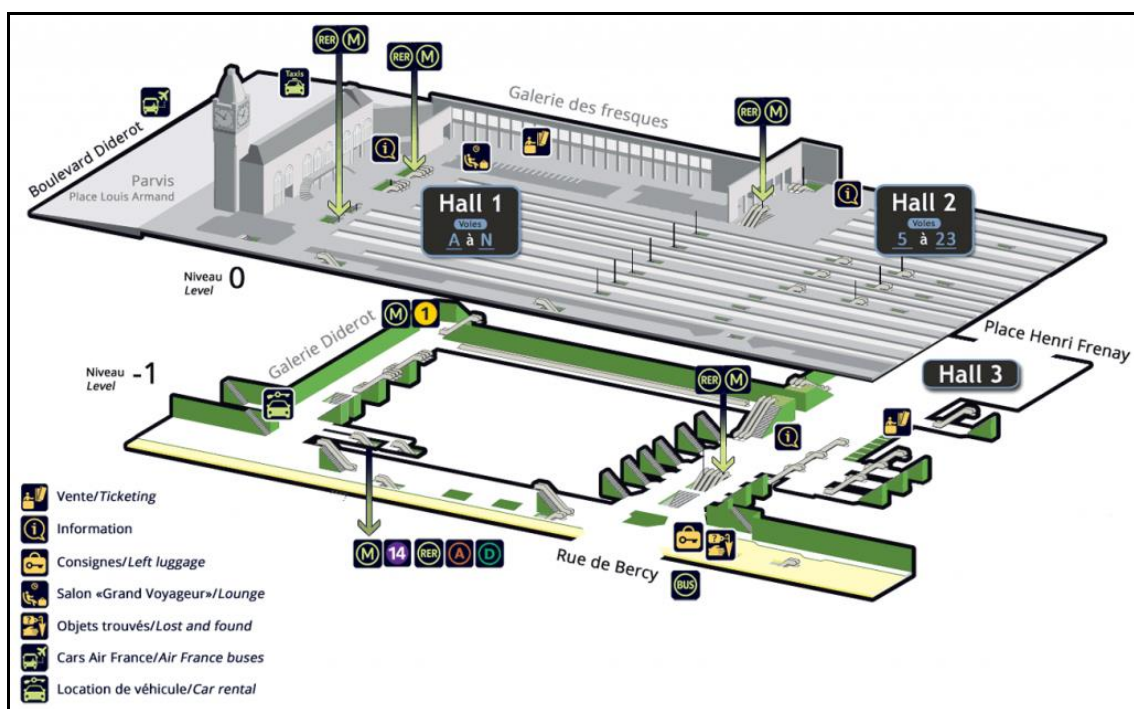 RER M
RER M
Taxis
Galerie des fresques
RER M
Boulevard Diderot
Parvis
Place Louis Armand
Hall 1
Voies
A à N
Hall 2
Voies
5 à 23
Niveau
Level 0
Galerie Diderot
M 1
Place Henri Frenay
Niveau
Level -1
RER M
Hall 3
Vente/Ticketing
Information
Consignes/Left luggage
Salon «Grand Voyageur»/Lounge
Objets trouvés/Lost and found
Cars Air France/Air France buses
Location de véhicule/Car rental
M 14 RER A D
Rue de Bercy
BUS